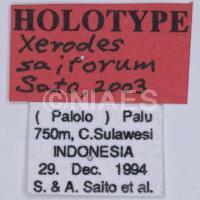 HOLOTYPE
Xerodes
saitorum
Sato, 2003
©NIAES
( Palolo ) Palu
750m, C.Sulawesi
INDONESIA
29. Dec. 1994
S. & A. Saito et al.